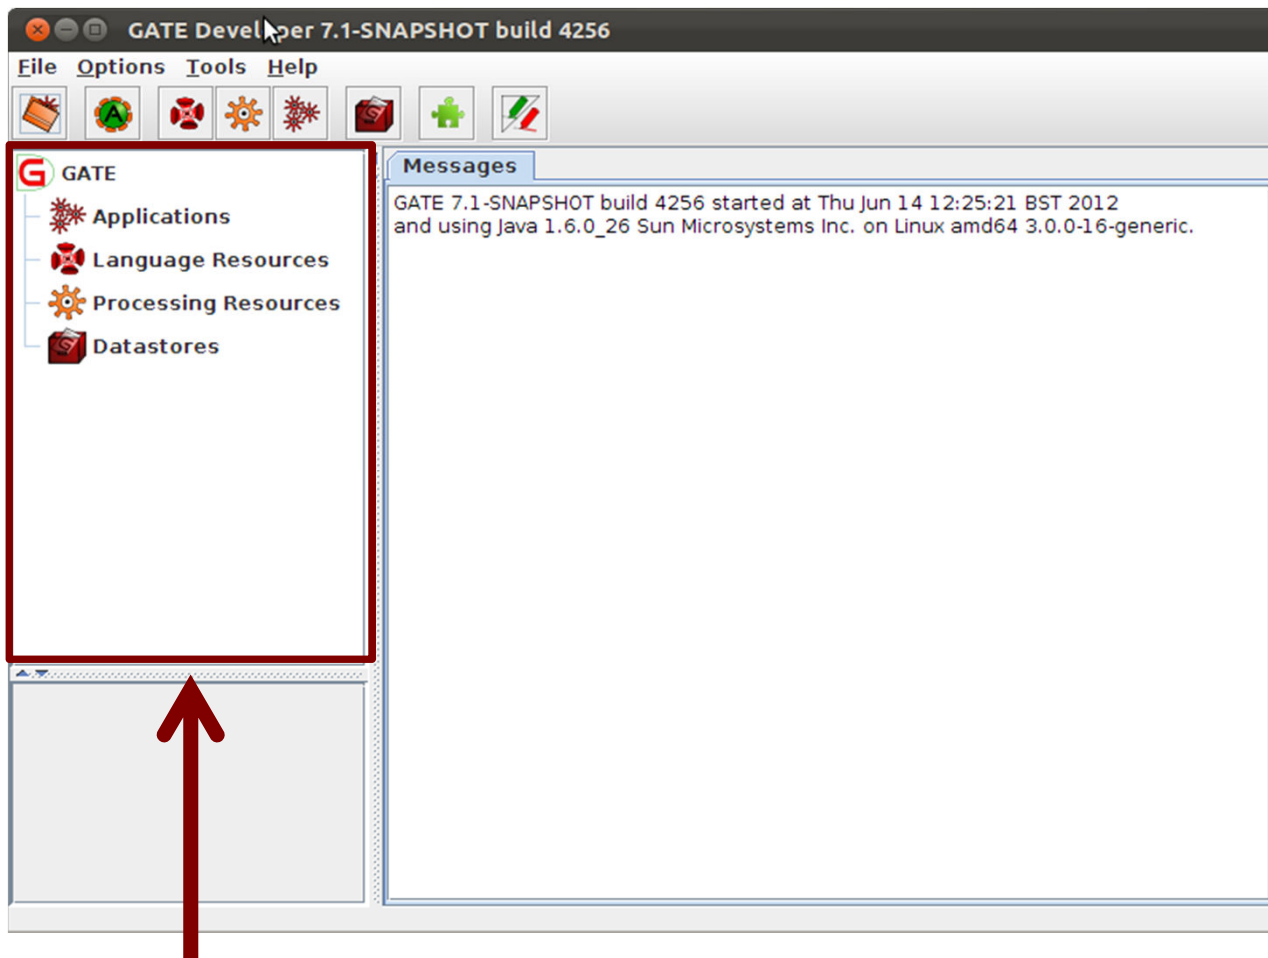 GATE Developer 7.1-SNAPSHOT build 4256
File Options Tools Help
GATE
Applications
Language Resources
Processing Resources
Datastores
Messages
GATE 7.1-SNAPSHOT build 4256 started at Thu Jun 14 12:25:21 BST 2012
and using Java 1.6.0_26 Sun Microsystems Inc. on Linux amd64 3.0.0-16-generic.